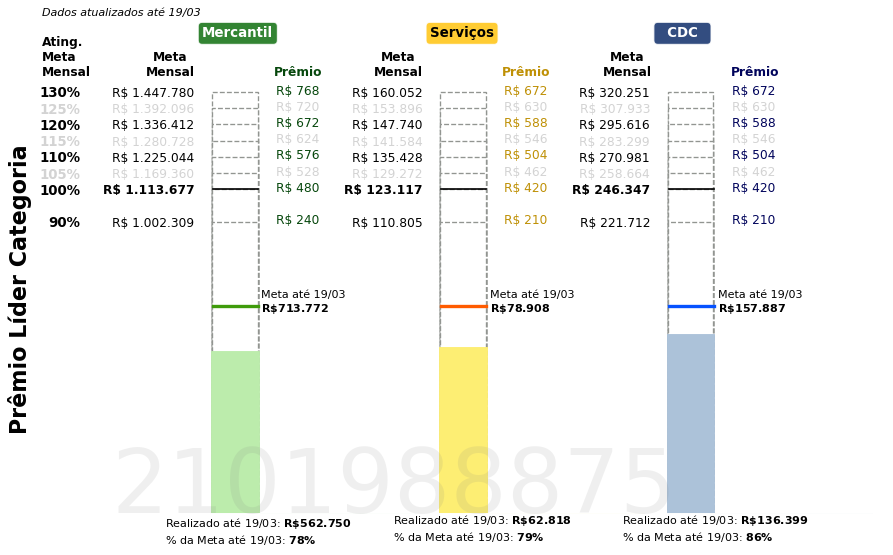 Dados atualizados até 19/03
Mercantil Serviços CDC
Ating. Meta Mensal Meta Mensal Prêmio Meta Mensal Prêmio Meta Mensal Prêmio
130% R$ 1.447.780 R$ 768 R$ 160.052 R$ 672 R$ 320.251 R$ 672
125% R$ 1.392.096 R$ 720 R$ 153.896 R$ 630 R$ 307.933 R$ 630
120% R$ 1.336.412 R$ 672 R$ 147.740 R$ 588 R$ 295.616 R$ 588
115% R$ 1.280.728 R$ 624 R$ 141.584 R$ 546 R$ 283.299 R$ 546
110% R$ 1.225.044 R$ 576 R$ 135.428 R$ 504 R$ 270.981 R$ 504
105% R$ 1.169.360 R$ 528 R$ 129.272 R$ 462 R$ 258.664 R$ 462
100% R$ 1.113.677 R$ 480 R$ 123.117 R$ 420 R$ 246.347 R$ 420
90% R$ 1.002.309 R$ 240 R$ 110.805 R$ 210 R$ 221.712 R$ 210
Prêmio Líder Categoria
Meta até 19/03 Meta até 19/03 Meta até 19/03
R$713.772 R$78.908 R$157.887
2101988875
Realizado até 19/03: R$562.750 Realizado até 19/03: R$62.818 Realizado até 19/03: R$136.399
% da Meta até 19/03: 78% % da Meta até 19/03: 79% % da Meta até 19/03: 86%